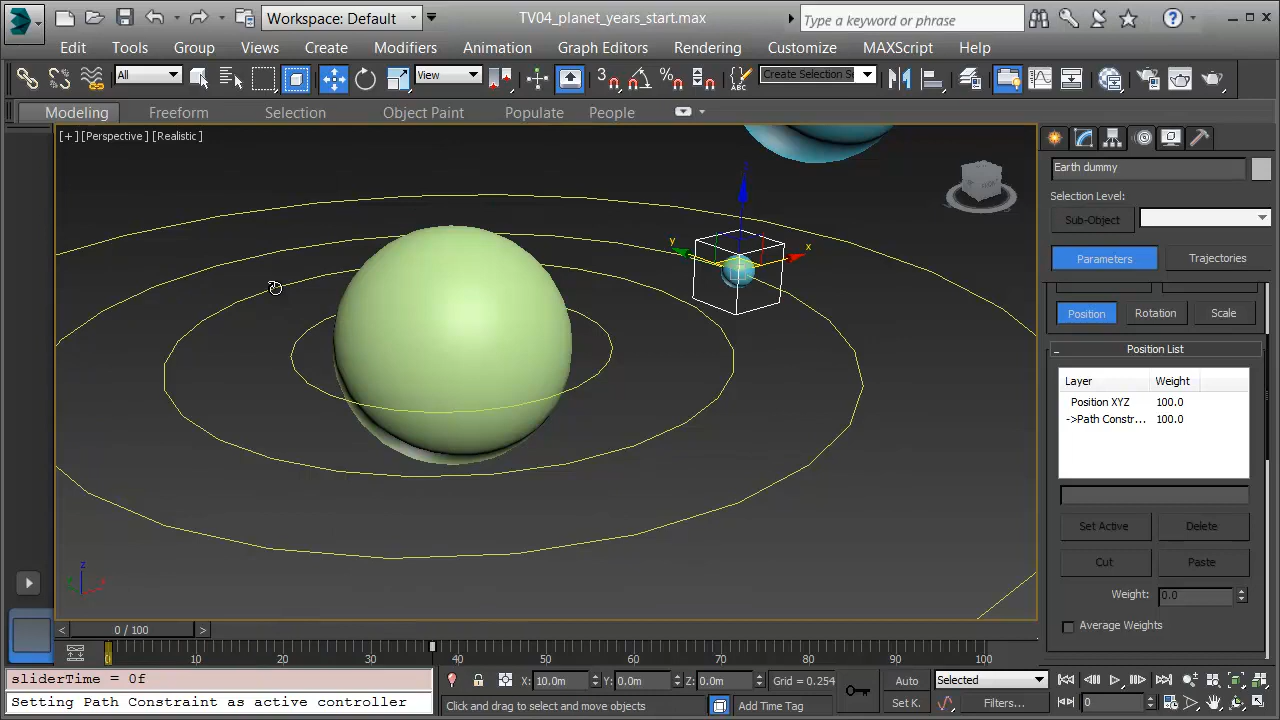 Workspace: Default
TV04_planet_years_start.max
Type a keyword or phrase
Edit Tools Group Views Create Modifiers Animation Graph Editors Rendering Customize MAXScript Help
All
View
3
ABC
Modeling Freeform Selection Object Paint Populate People
[+] [Perspective] [Realistic]
Earth dummy
Selection Level:
Sub-Object
Parameters Trajectories
Position Rotation Scale
Position List
Layer Weight
Position XYZ 100.0
->Path Constr... 100.0
Set Active Delete
Cut Paste
Weight: 0.0
Average Weights
x
y
z
0 / 100
0 10 20 30 40 50 60 70 80 90 100
sliderTime = 0f
Setting Path Constraint as active controller
X: 10.0m Y: 0.0m Z: 0.0m Grid = 0.254
Click and drag to select and move objects
Add Time Tag
Auto Selected
Set K. Filters...
0